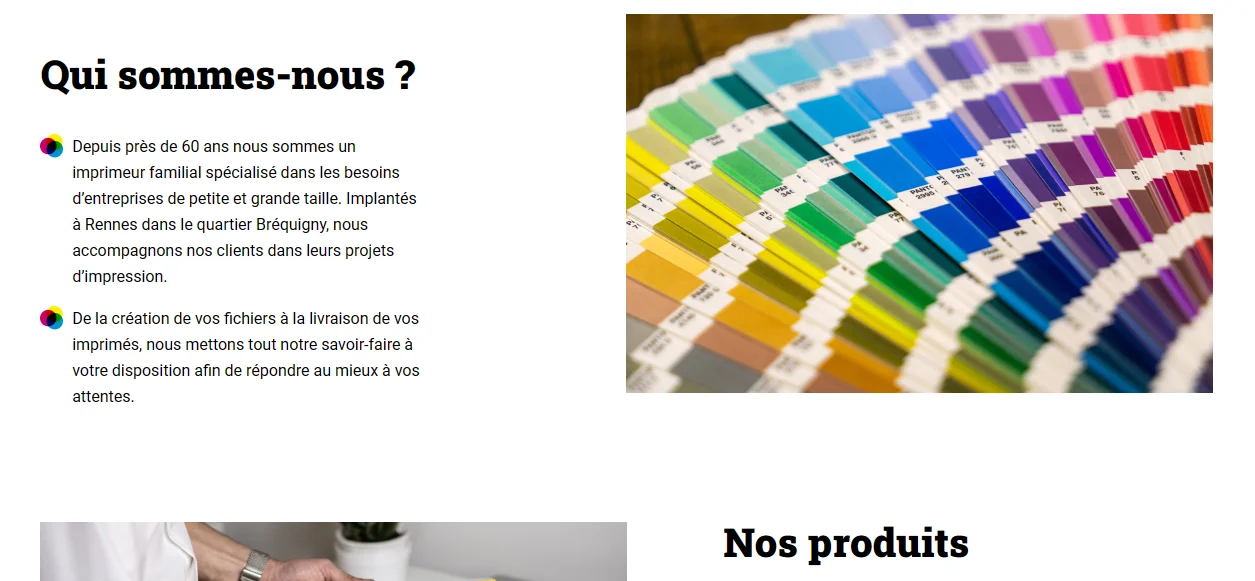 Qui sommes-nous ?
Depuis près de 60 ans nous sommes un
imprimeur familial spécialisé dans les besoins
d’entreprises de petite et grande taille. Implantés
à Rennes dans le quartier Bréquigny, nous
accompagnons nos clients dans leurs projets
d’impression.
De la création de vos fichiers à la livraison de vos
imprimés, nous mettons tout notre savoir-faire à
votre disposition afin de répondre au mieux à vos
attentes.
Nos produits